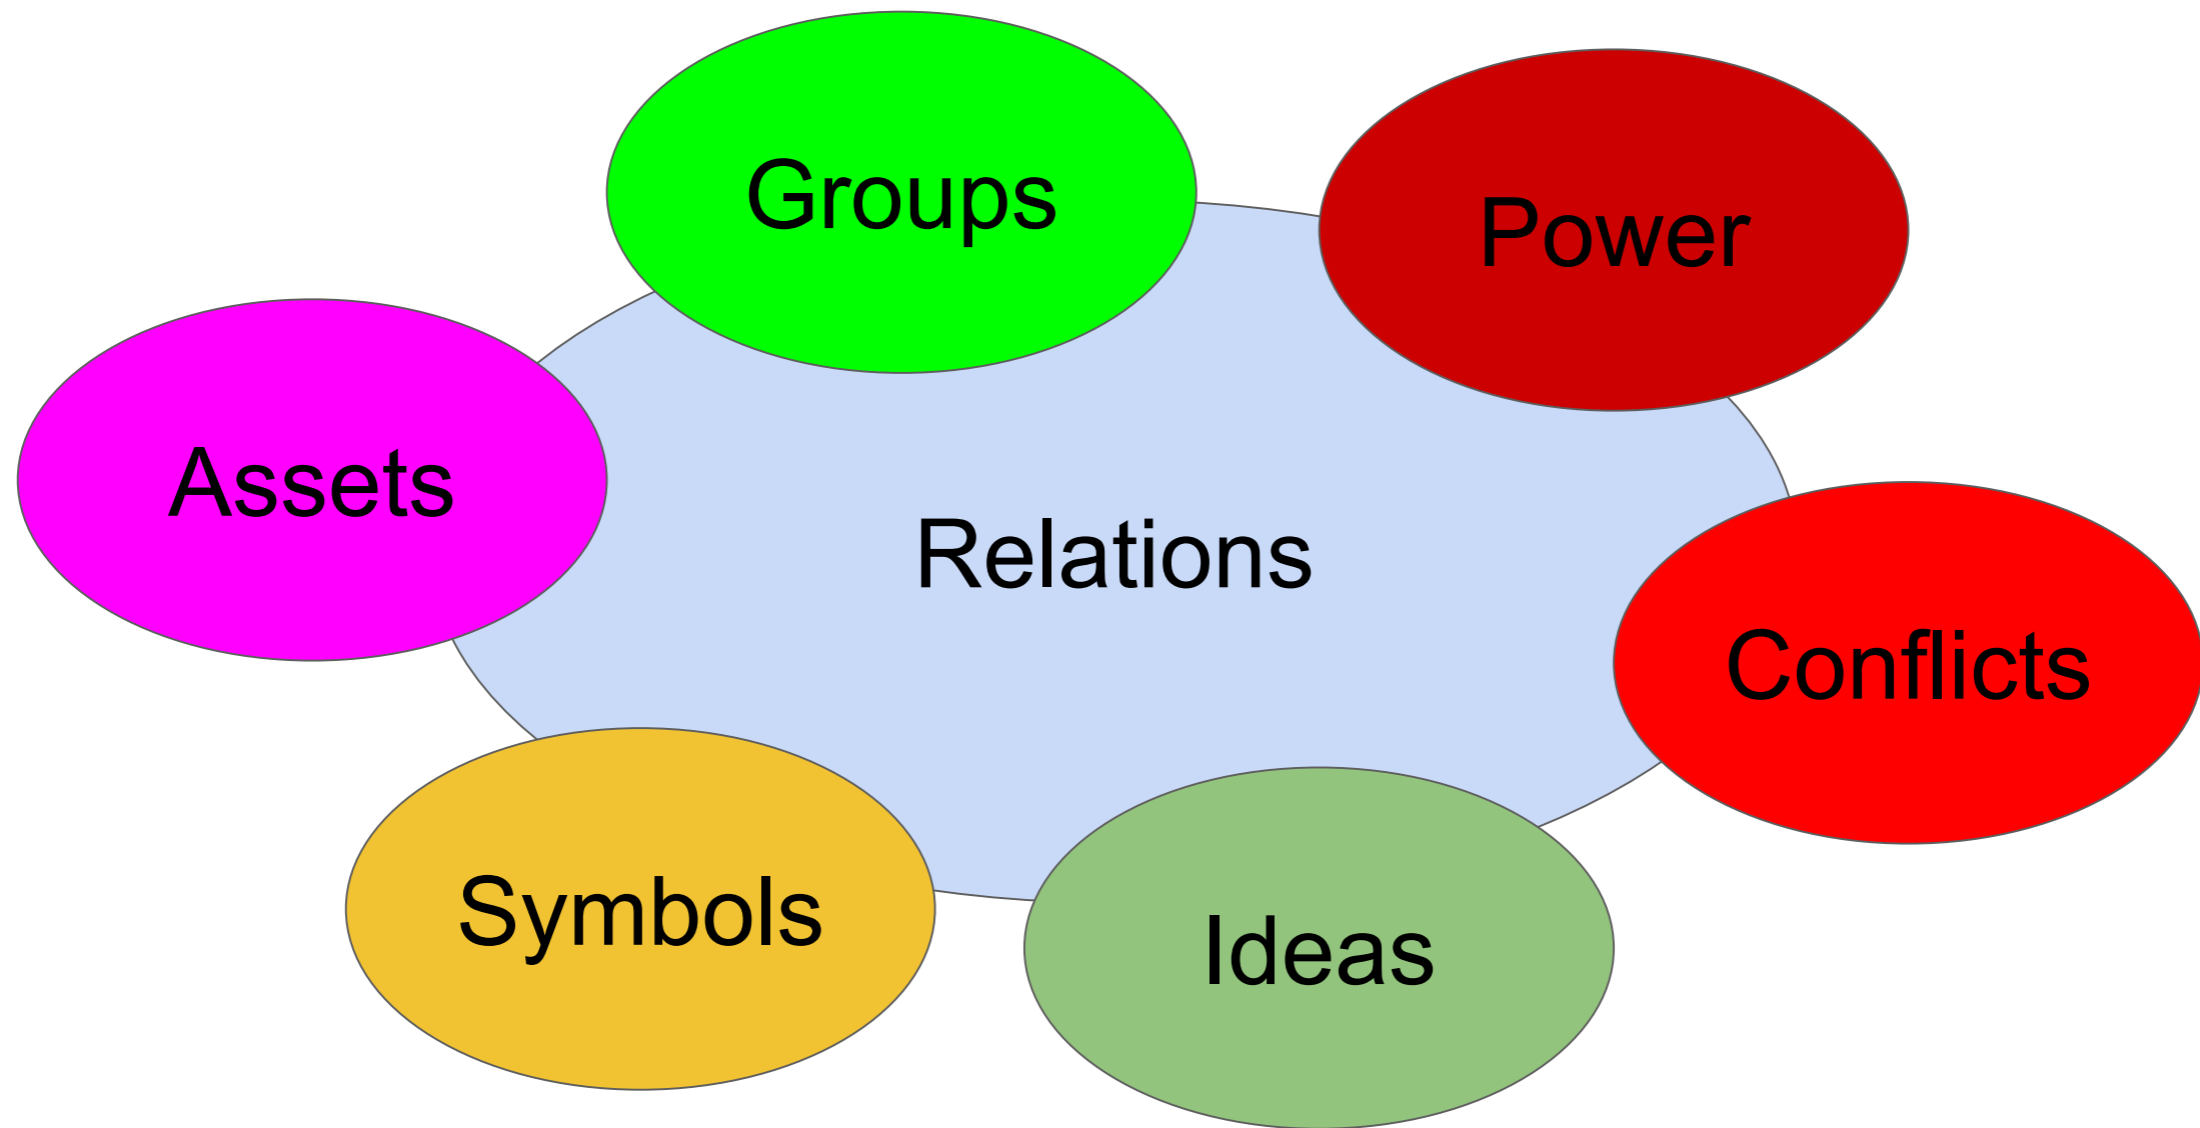 Groups
Power
Assets
Relations
Conflicts
Symbols
Ideas